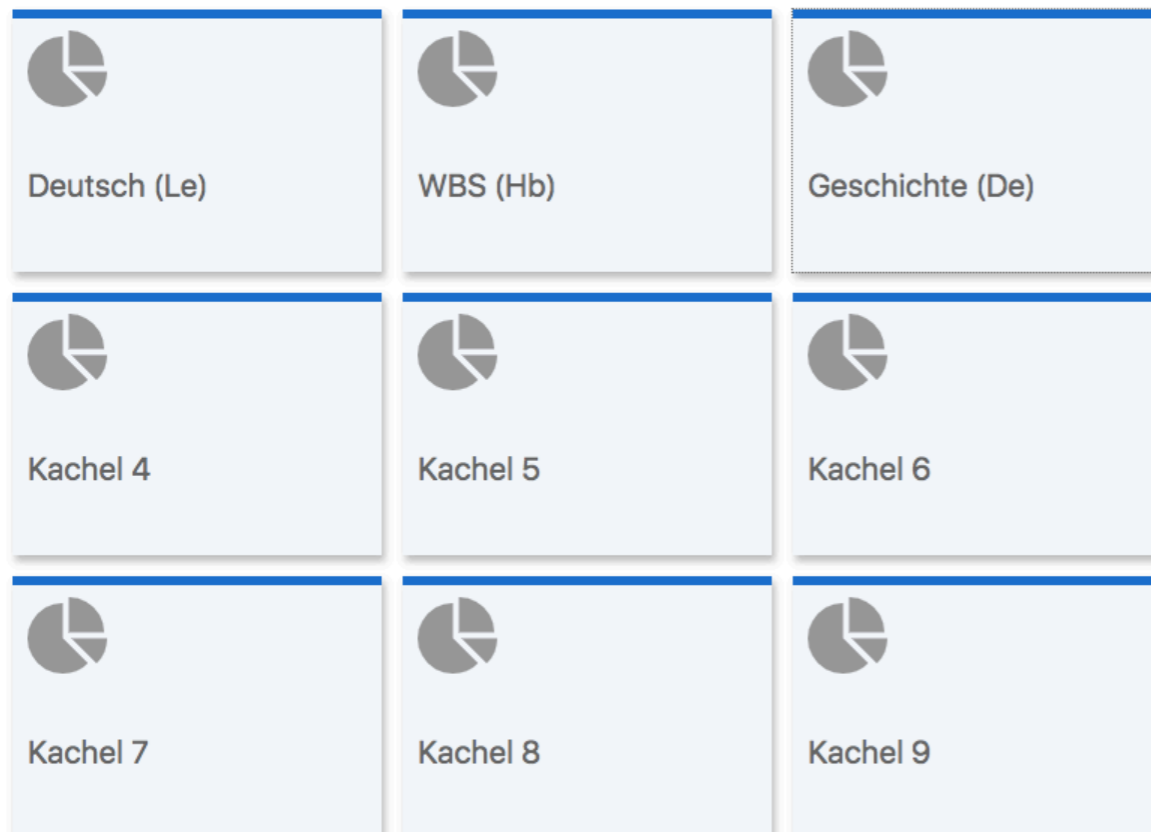 Deutsch (Le)
WBS (Hb)
Geschichte (De)
Kachel 4
Kachel 5
Kachel 6
Kachel 7
Kachel 8
Kachel 9